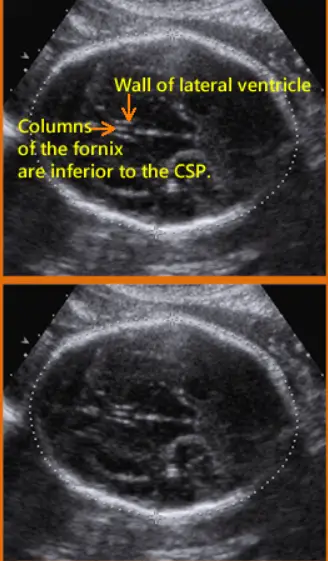 Wall of lateral ventricle
Columns
of the fornix
are inferior to the CSP.